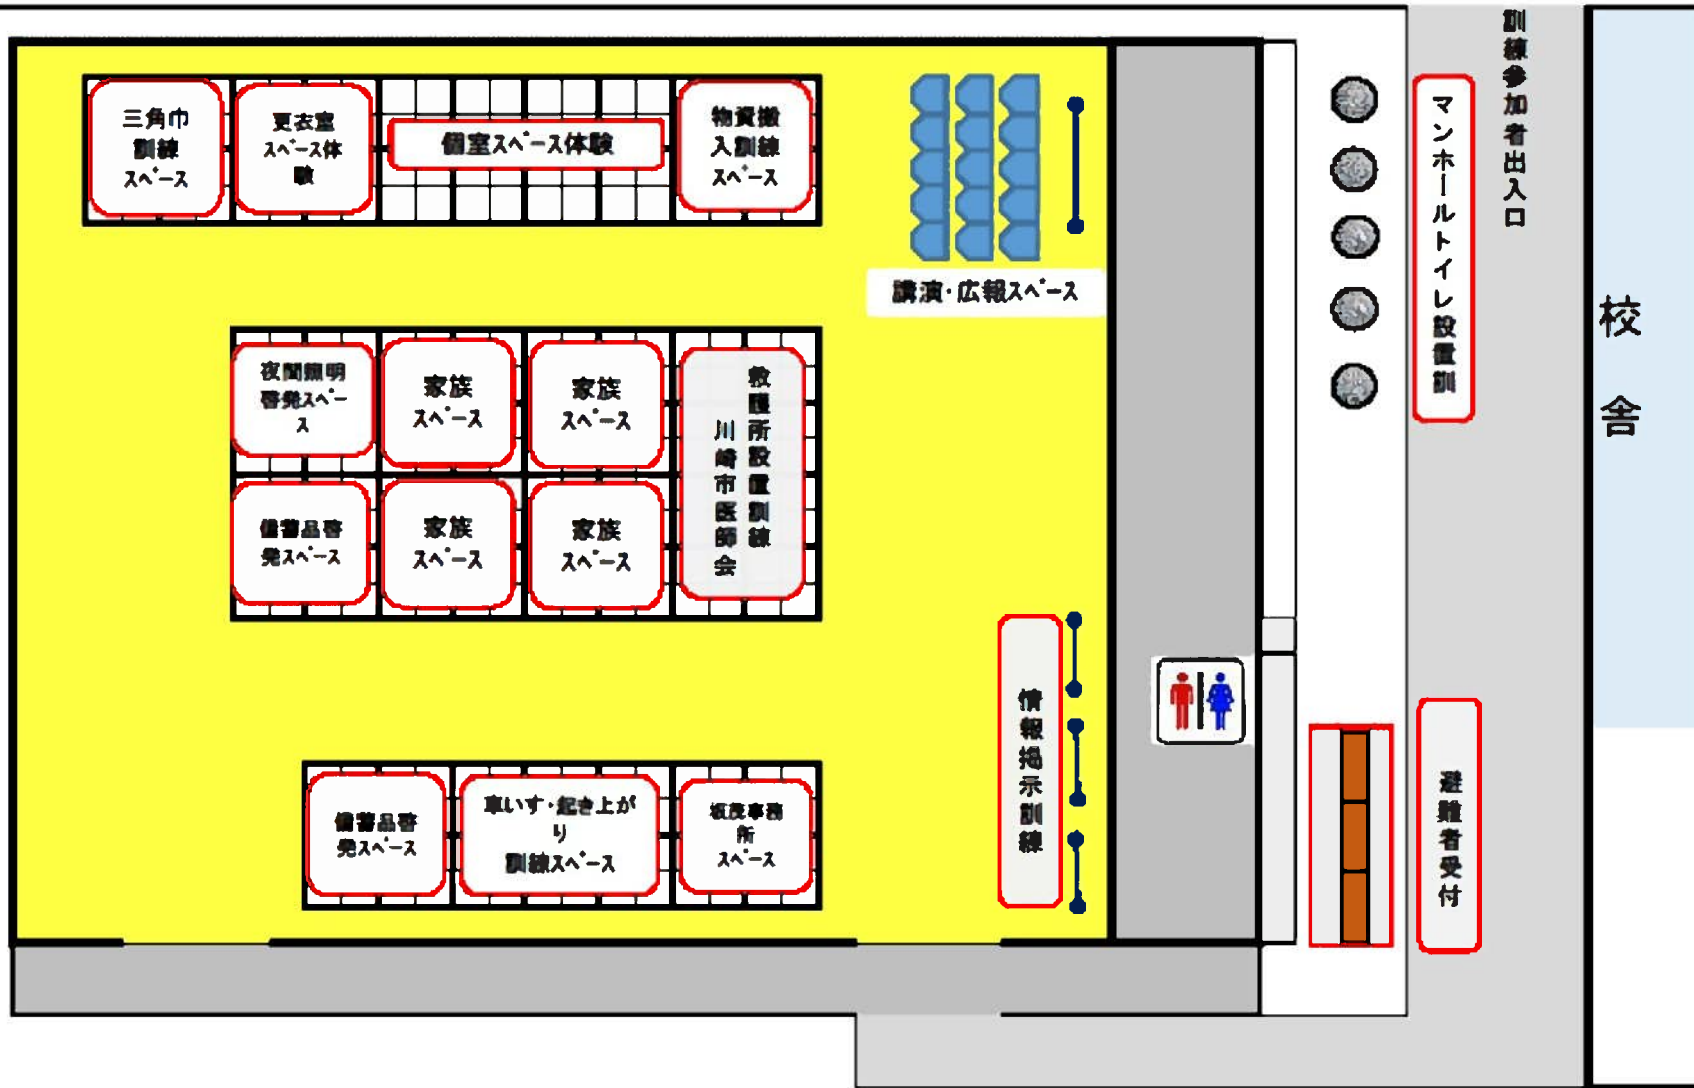 三角巾
訓練
スペース
更衣室
スペース体
験
個室スペース体験
物資搬
入訓練
スペース
講演・広報スペース
訓練参加者出入口
マンホールトイレ設置訓
校舎
夜間照明
啓発スペー
ス
家族
スペース
家族
スペース
救護所設置訓練
川崎市医師会
備蓄品啓
発スペース
家族
スペース
家族
スペース
情報掲示訓練
備蓄品啓
発スペース
車いす・起き上が
り
訓練スペース
坂茂事務
所
スペース
避難者受付